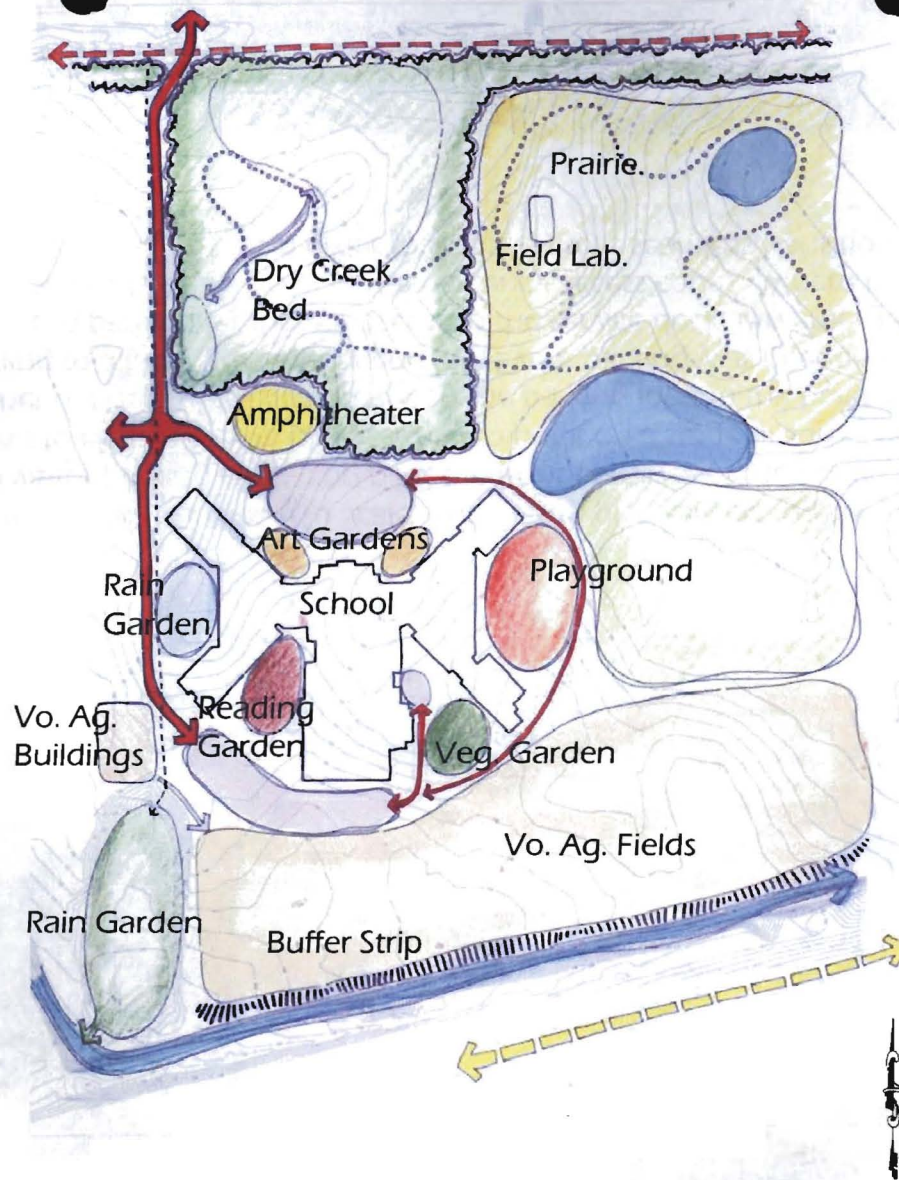 Prairie.
Field Lab.
Dry Creek
Bed
Amphitheater
Art Gardens
Playground
Rain
Garden
School
Reading
Garden
Vo. Ag.
Buildings
Veg. Garden
Vo. Ag. Fields
Rain Garden
Buffer Strip